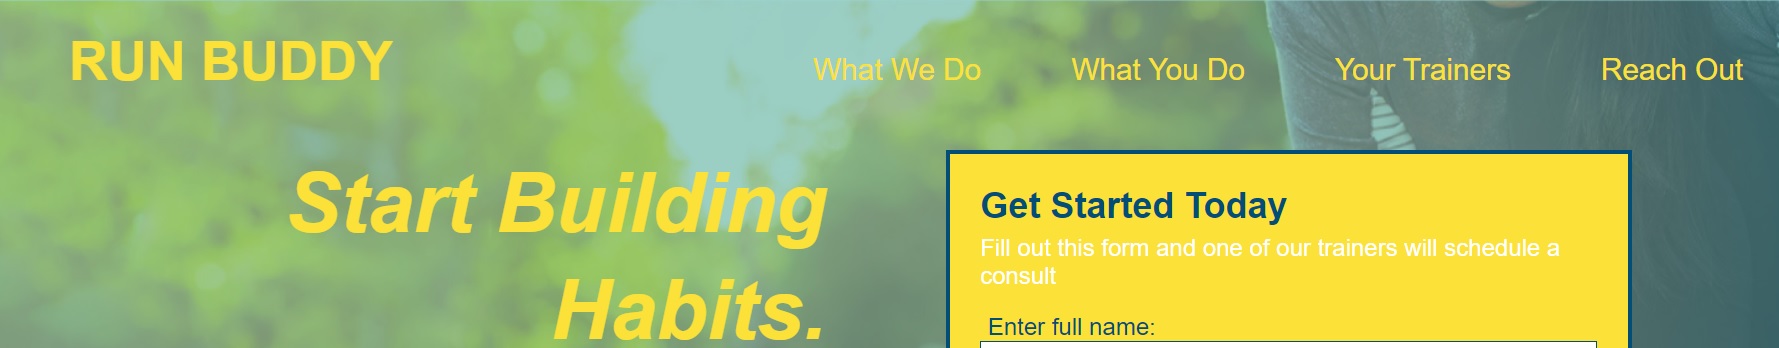 RUN BUDDY
What We Do
What You Do
Your Trainers
Reach Out
Start Building
Habits.
Get Started Today
Fill out this form and one of our trainers will schedule a
consult
Enter full name: